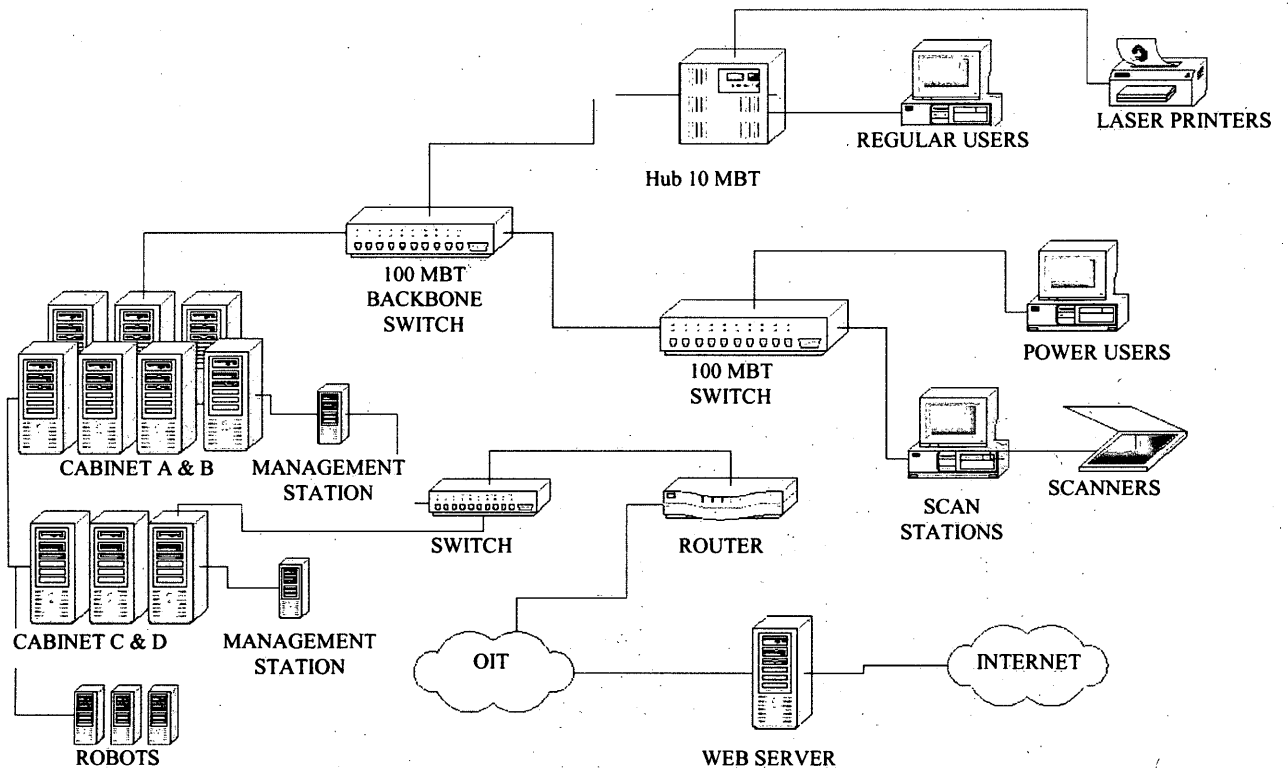 REGULAR USERS
LASER PRINTERS
Hub 10 MBT
100 MBT
BACKBONE
SWITCH
100 MBT
SWITCH
POWER USERS
CABINET A & B
MANAGEMENT
STATION
SWITCH
ROUTER
SCAN
STATIONS
SCANNERS
CABINET C & D
MANAGEMENT
STATION
OIT
INTERNET
ROBOTS
WEB SERVER